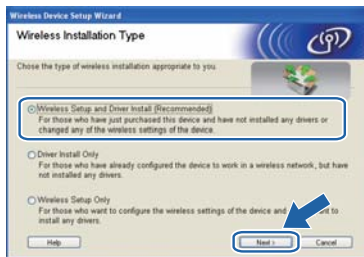 Wireless Device Setup Wizard
Wireless Installation Type
Choose the type of wireless installation appropriate to you.
Wireless Setup and Driver Install (Recommended)
For those who have just purchased this device and have not installed any drivers or
changed any of the wireless settings of the device.
Driver Install Only
For those who have already configured the device to work in a wireless network, but have
not installed any drivers.
Wireless Setup Only
For those who want to configure the wireless settings of the device and to
install any drivers.
Help
Next >
Cancel